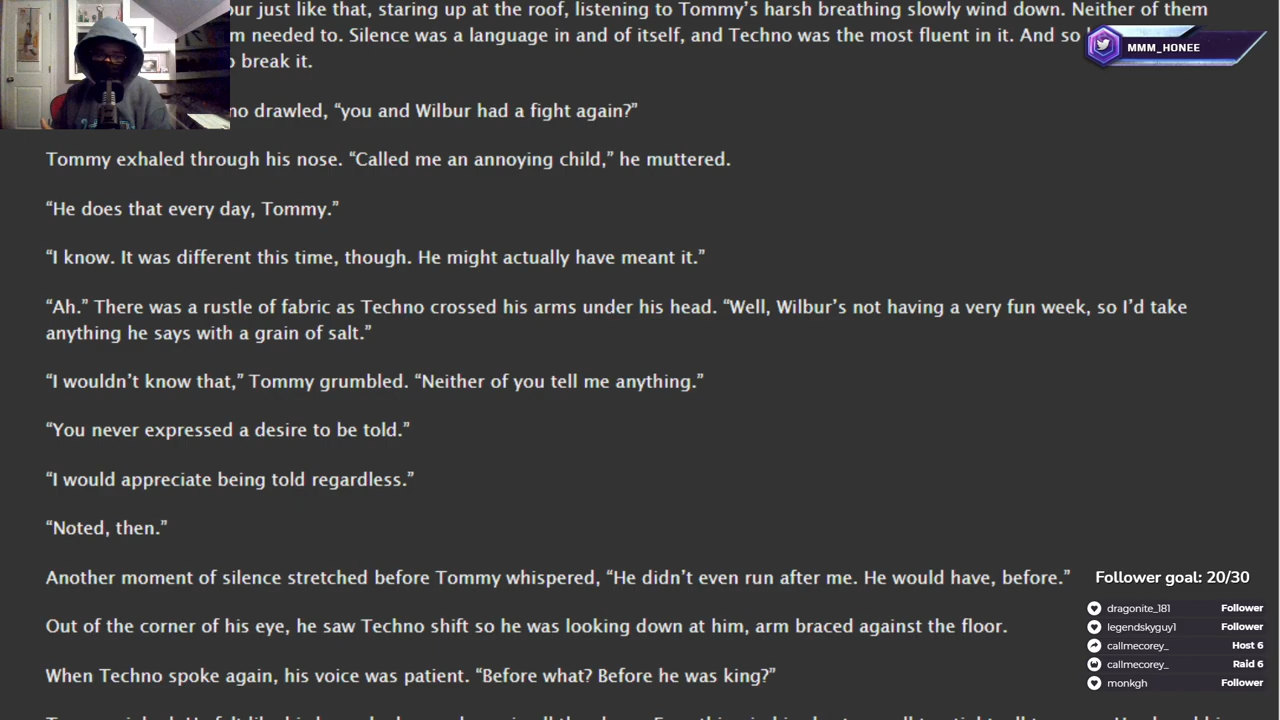 our just like that, staring up at the roof, listening to Tommy’s harsh breathing slowly wind down. Neither of them
m needed to. Silence was a language in and of itself, and Techno was the most fluent in it. And so
MMM_HONEE
o break it.
no drawled, “you and Wilbur had a fight again?”
Tommy exhaled through his nose. “Called me an annoying child,” he muttered.
“He does that every day, Tommy.”
“I know. It was different this time, though. He might actually have meant it.”
“Ah.” There was a rustle of fabric as Techno crossed his arms under his head. “Well, Wilbur’s not having a very fun week, so I’d take
anything he says with a grain of salt.”
“I wouldn’t know that,” Tommy grumbled. “Neither of you tell me anything.”
“You never expressed a desire to be told.”
“I would appreciate being told regardless.”
“Noted, then.”
Another moment of silence stretched before Tommy whispered, “He didn’t even run after me. He would have, before.”
Out of the corner of his eye, he saw Techno shift so he was looking down at him, arm braced against the floor.
When Techno spoke again, his voice was patient. “Before what? Before he was king?”
Follower goal: 20/30
dragonite_181 Follower
legendskyguy1 Follower
callmecorey_ Host 6
callmecorey_ Raid 6
monkgh Follower